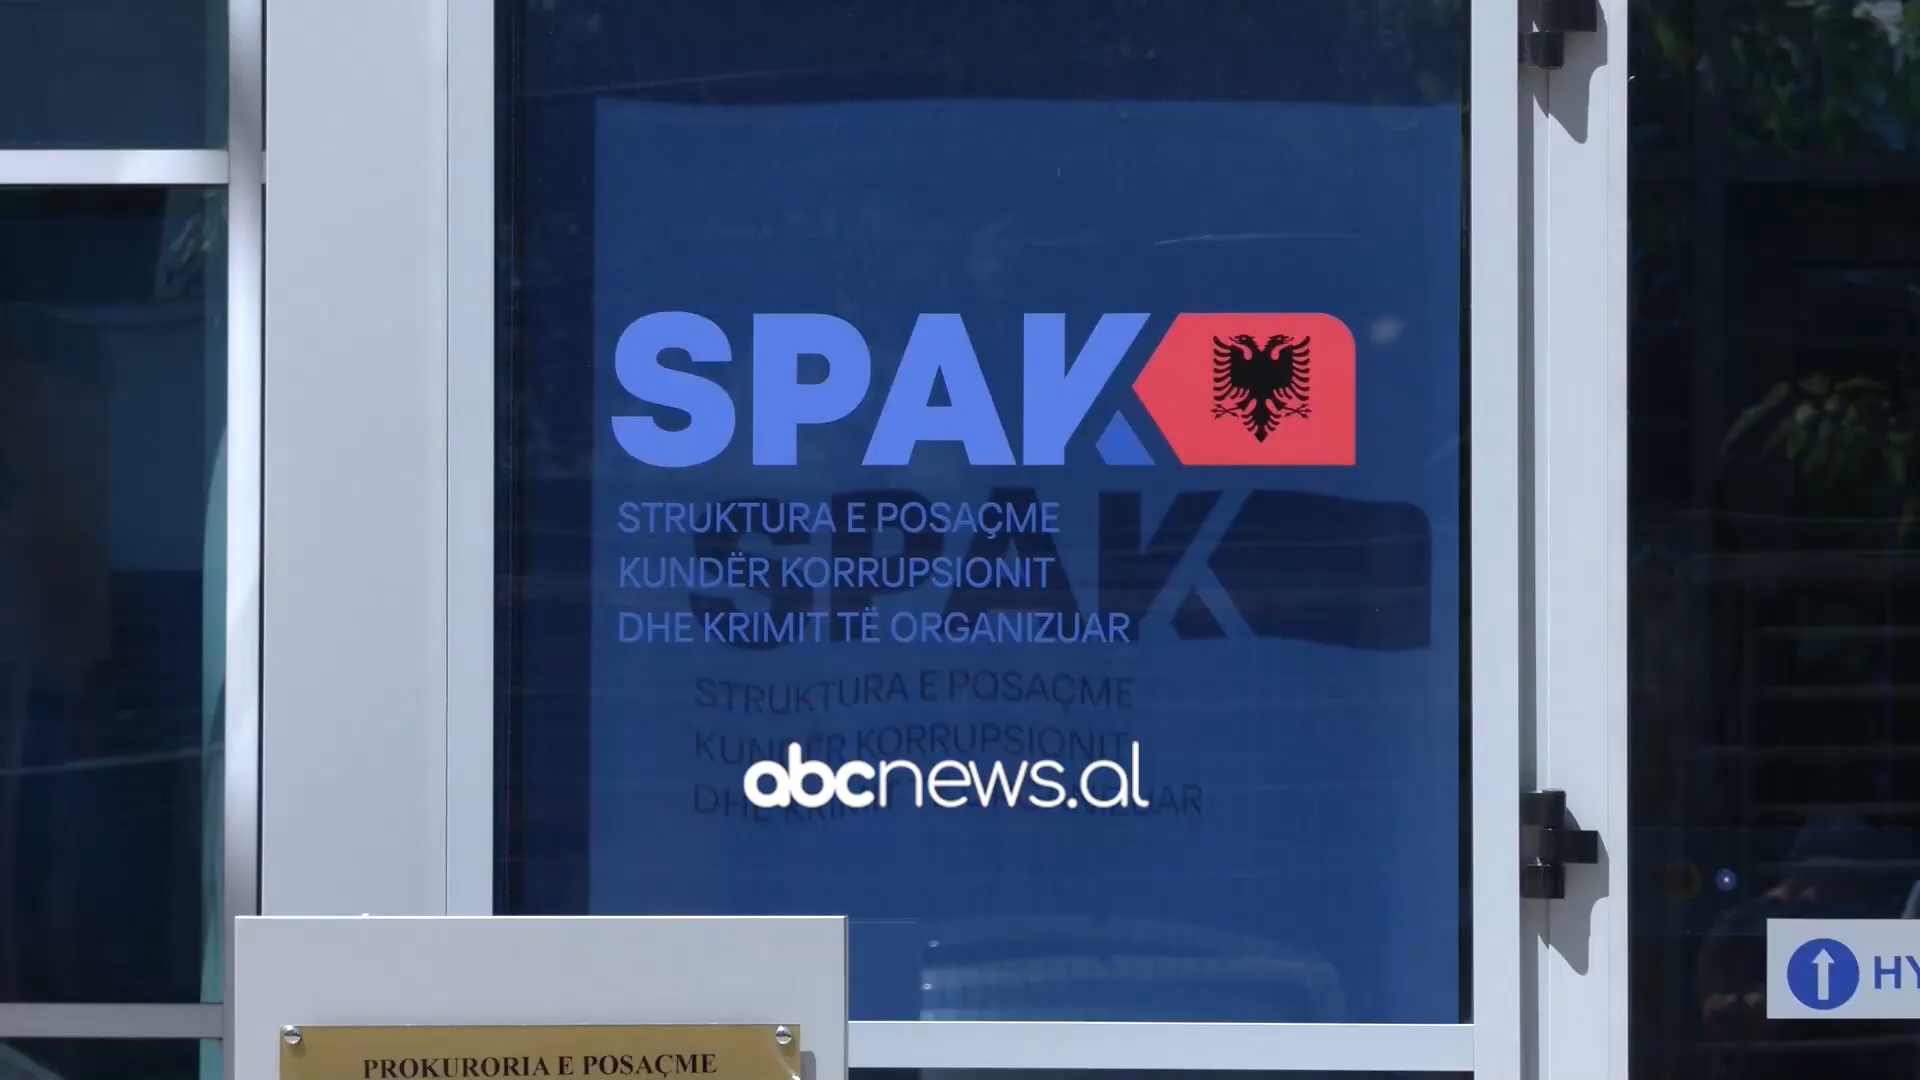 SPAK
STRUKTURA E POSAÇME
KUNDËR KORRUPSIONIT
DHE KRIMIT TË ORGANIZUAR
abcnews.al
PROKURORIA E POSAÇME
HY